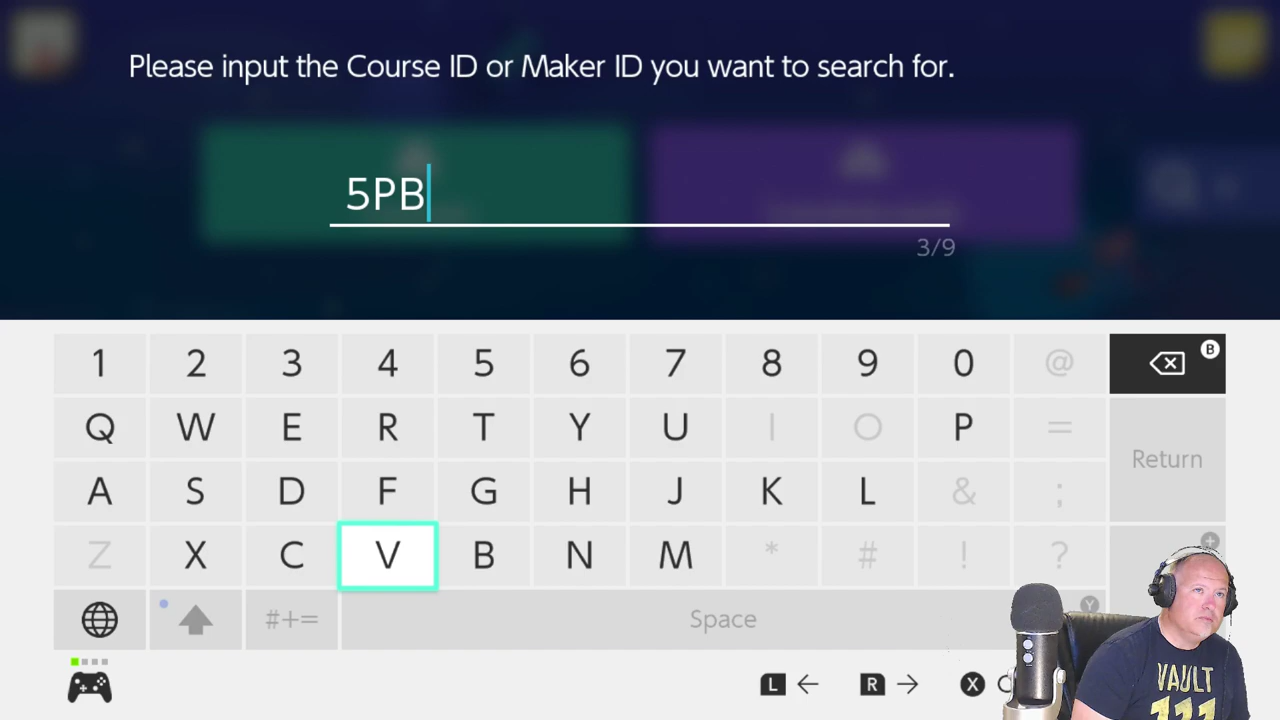 Please input the Course ID or Maker ID you want to search for.
5PB
3/9
1 2 3 4 5 6 7 8 9 0 @ B
Q W E R T Y U I O P =
Return
A S D F G H J K L & ;
Z X C V B N M * # ! ?
#+= Space Y
L R X
VAULT
111